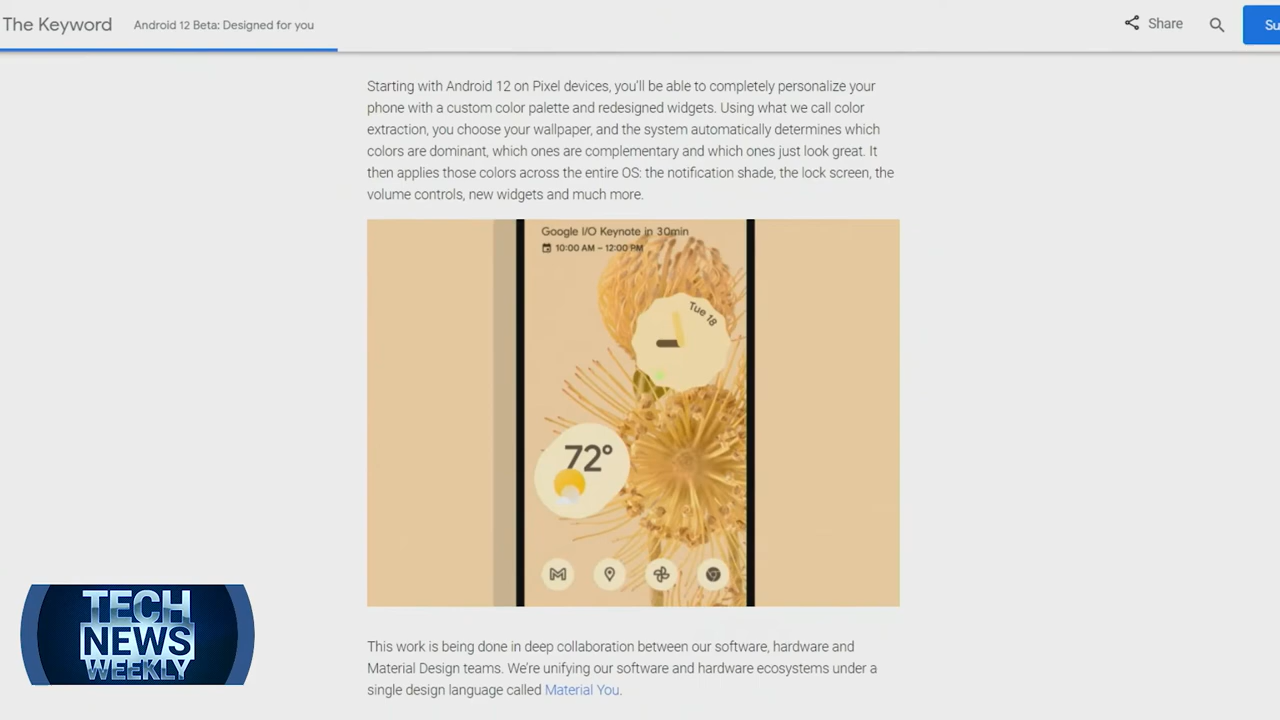 The Keyword
Android 12 Beta: Designed for you
Share
Su
Starting with Android 12 on Pixel devices, you'll be able to completely personalize your
phone with a custom color palette and redesigned widgets. Using what we call color
extraction, you choose your wallpaper, and the system automatically determines which
colors are dominant, which ones are complementary and which ones just look great. It
then applies those colors across the entire OS: the notification shade, the lock screen, the
volume controls, new widgets and much more.
Google I/O Keynote in 30min
10:00 AM – 12:00 PM
Tue 18
72°
This work is being done in deep collaboration between our software, hardware and
Material Design teams. We're unifying our software and hardware ecosystems under a
single design language called Material You.
TECH
NEWS
WEEKLY